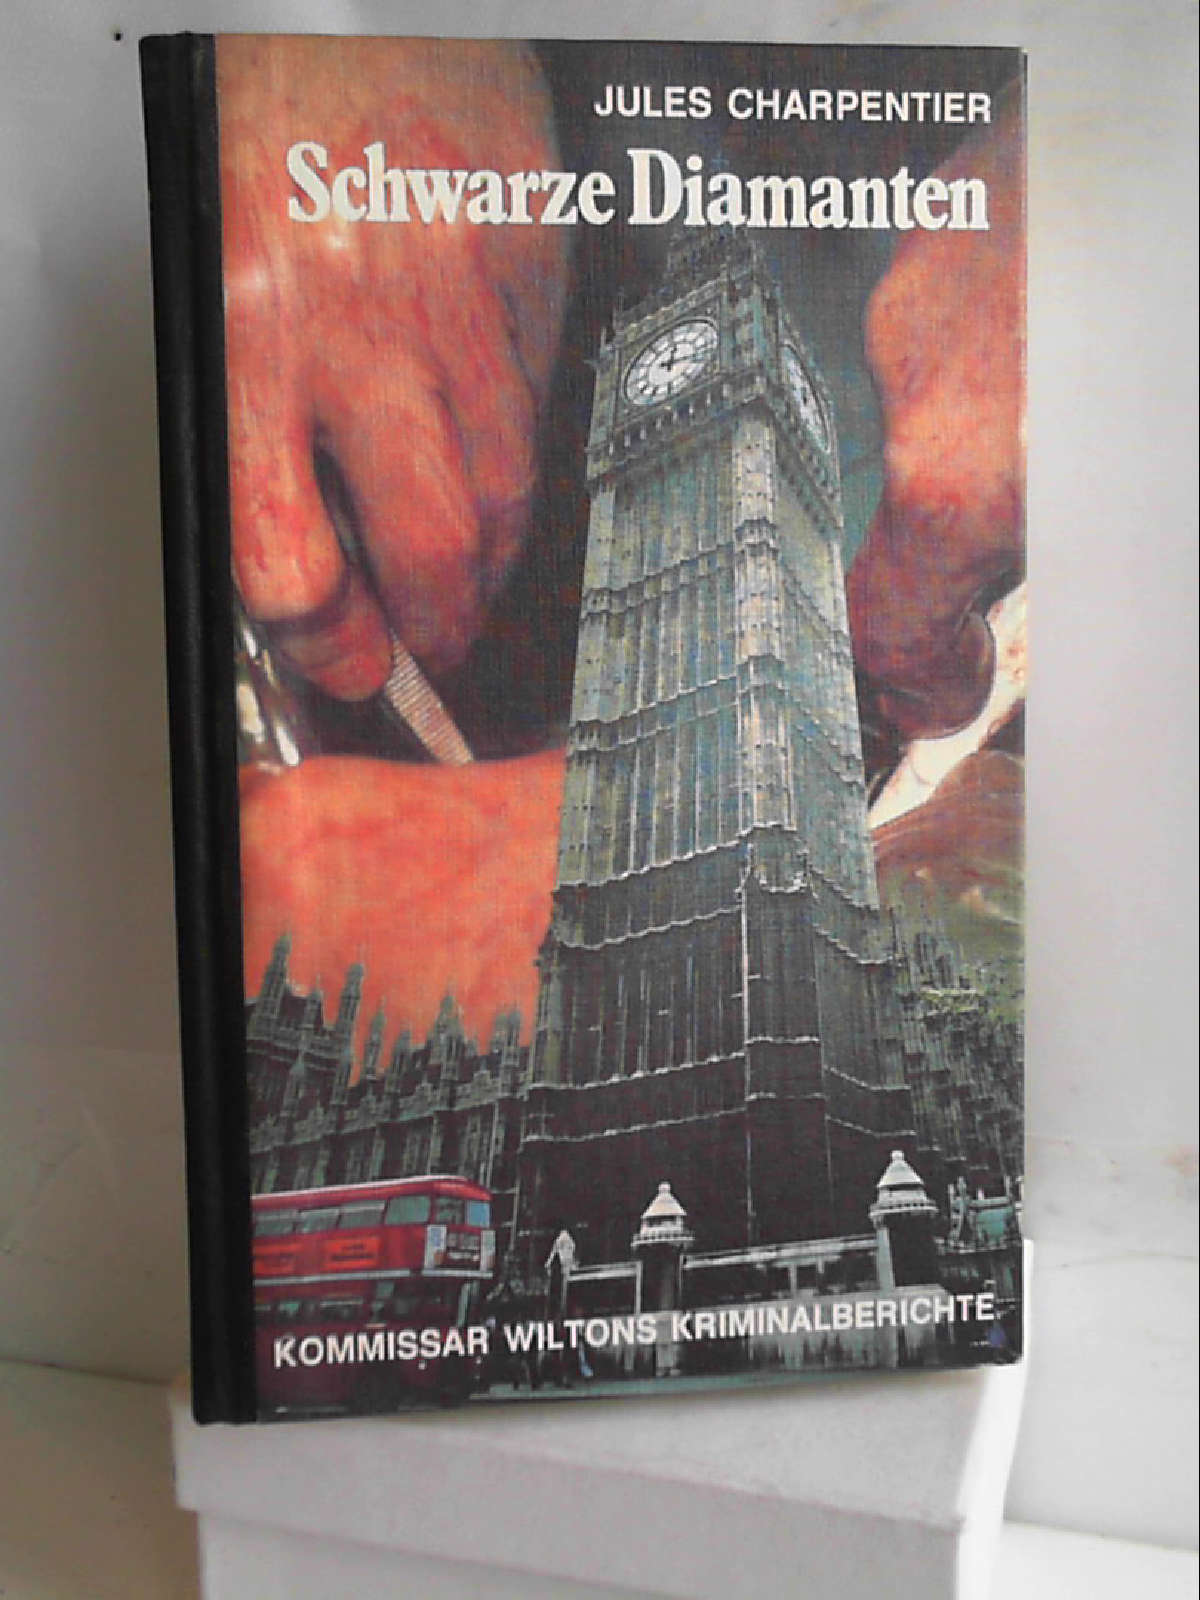 JULES CHARPENTIER
Schwarze Diamanten
KOMMISSAR WILTONS KRIMINALBERICHTE